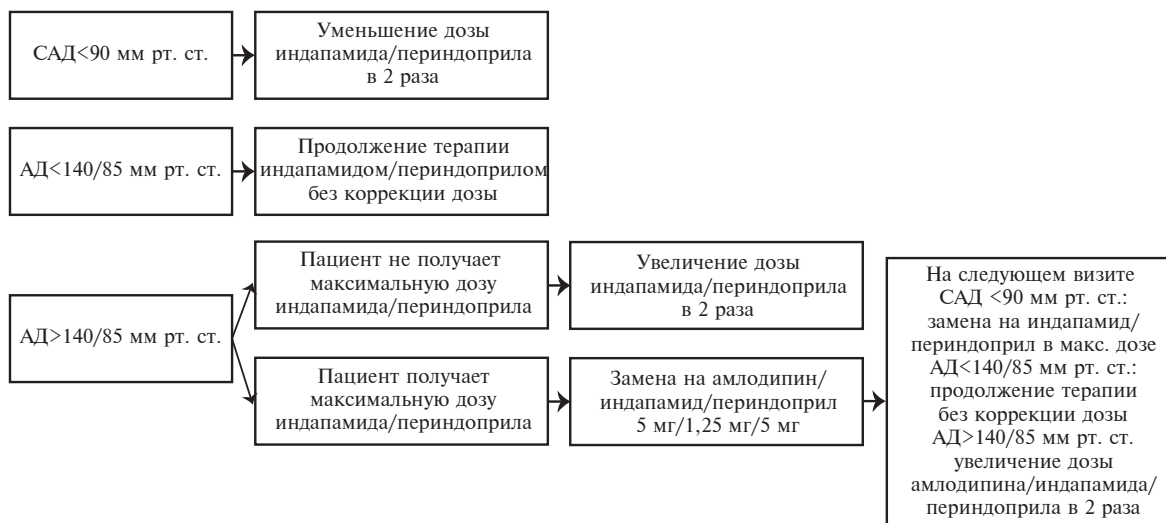 САД<90 мм рт. ст.
Уменьшение дозы
индапамида/периндоприла
в 2 раза
АД<140/85 мм рт. ст.
Продолжение терапии
индапамидом/периндоприлом
без коррекции дозы
АД>140/85 мм рт. ст.
Пациент не получает
максимальную дозу
индапамида/периндоприла
Увеличение дозы
индапамида/периндоприла
в 2 раза
Пациент получает
максимальную дозу
индапамида/периндоприла
Замена на амлодипин/
индапамид/периндоприл
5 мг/1,25 мг/5 мг
На следующем визите
САД <90 мм рт. ст.:
замена на индапамид/
периндоприл в макс. дозе
АД<140/85 мм рт. ст.:
продолжение терапии
без коррекции дозы
АД>140/85 мм рт. ст.
увеличение дозы
амлодипина/индапамида/
периндоприла в 2 раза